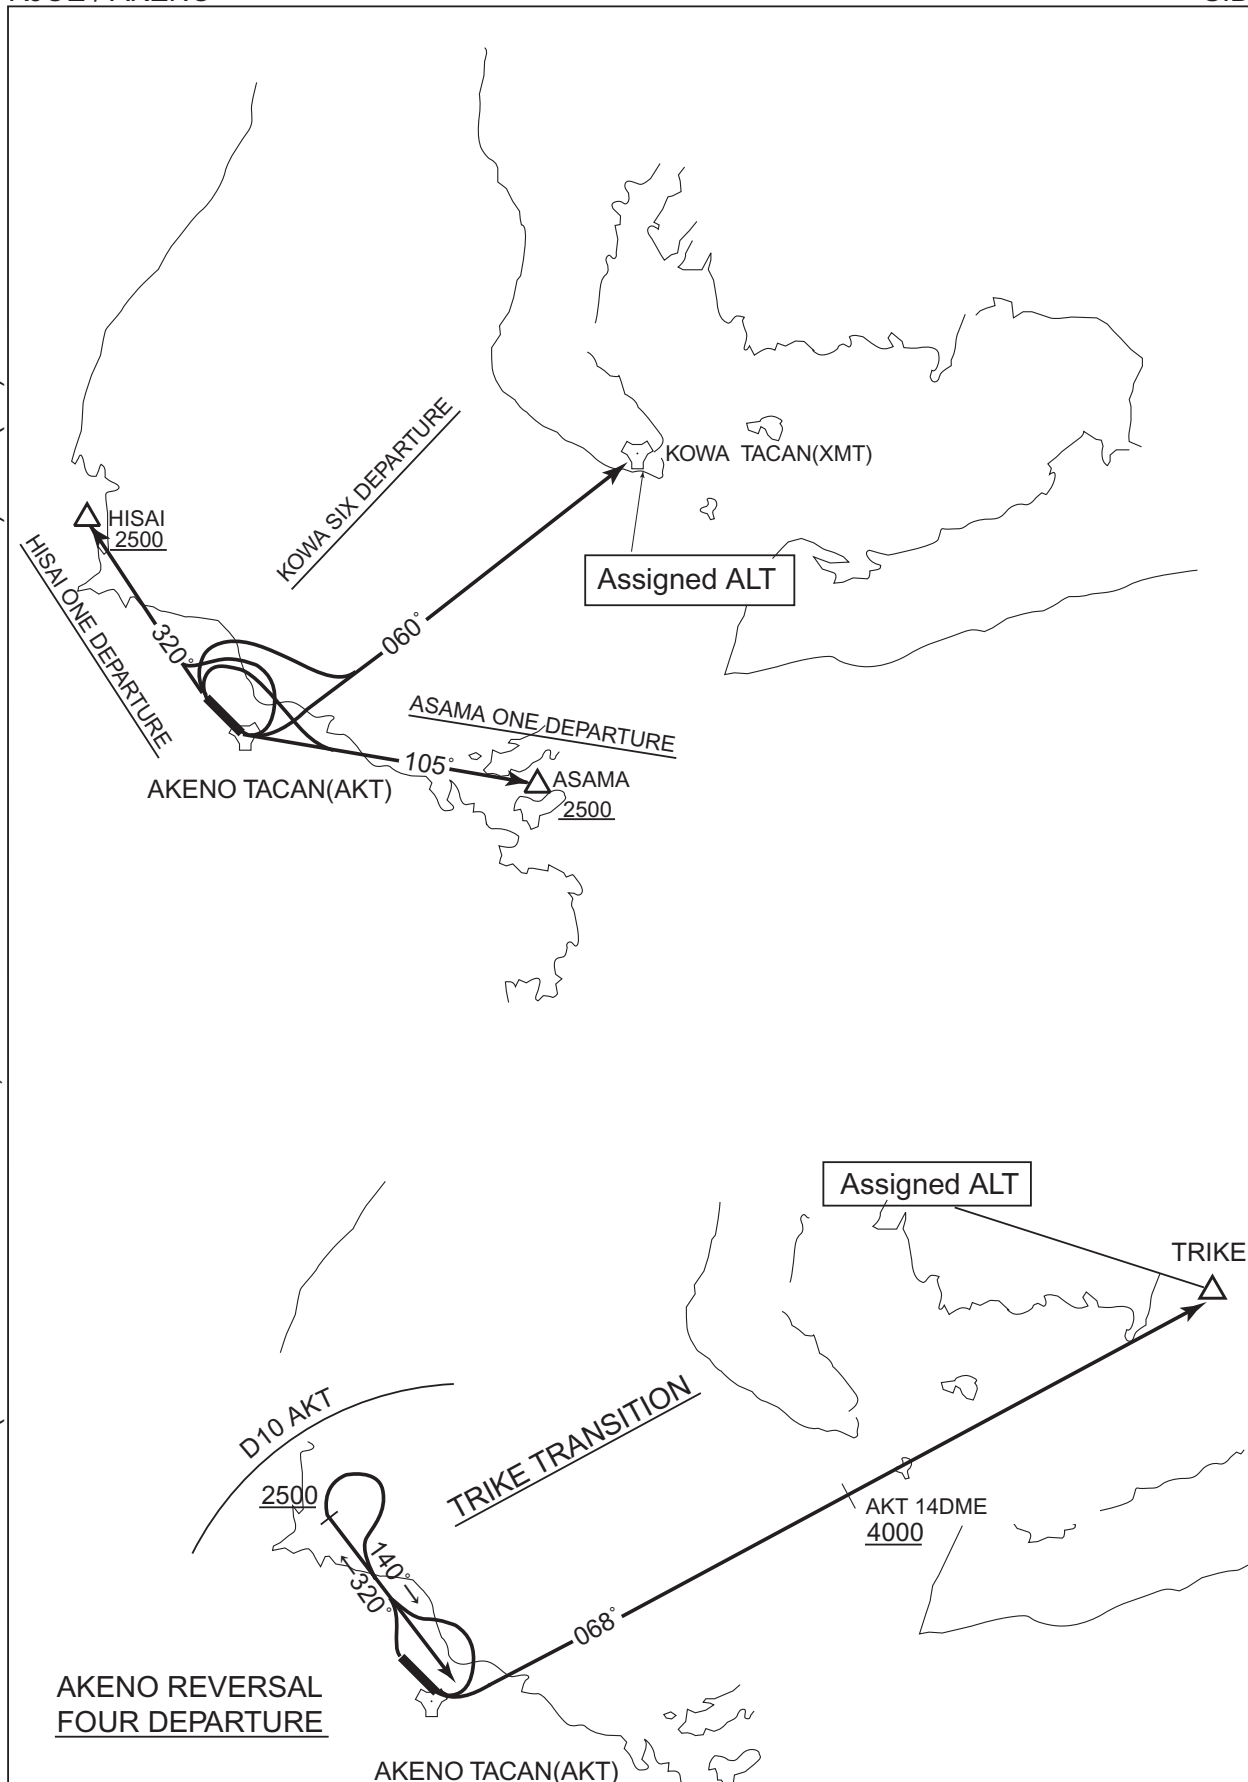 KOWA SIX DEPARTURE
KOWA TACAN(XMT)
HISAI
2500
HISAI ONE DEPARTURE
Assigned ALT
320°
060°
ASAMA ONE DEPARTURE
105°
AKENO TACAN(AKT)
ASAMA
2500
Assigned ALT
TRIKE
D10 AKT
TRIKE TRANSITION
2500
AKT 14DME
4000
140°
320°
068°
AKENO REVERSAL
FOUR DEPARTURE
AKENO TACAN(AKT)